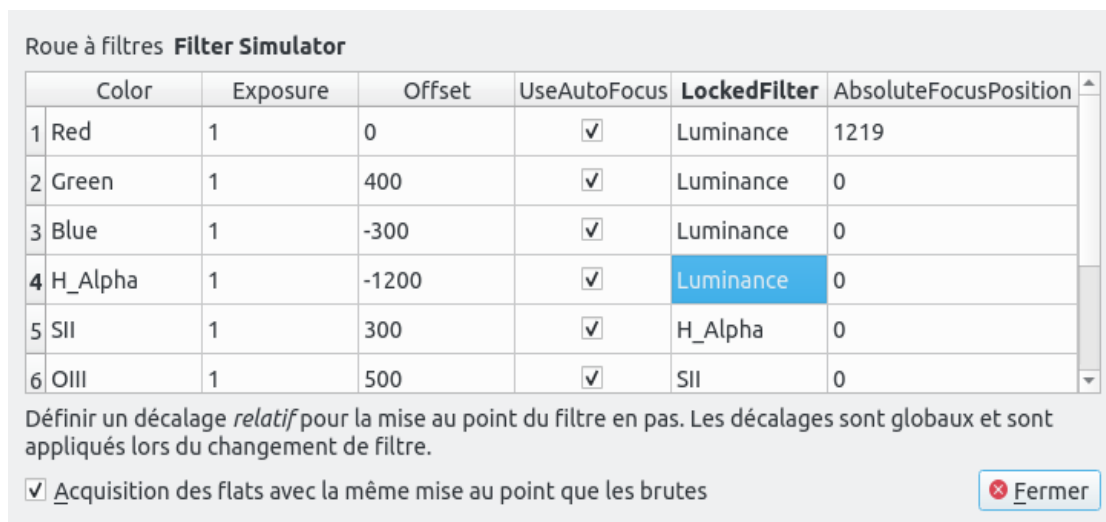 Roue à filtres Filter Simulator
Color Exposure Offset UseAutoFocus LockedFilter AbsoluteFocusPosition
1 Red 1 0 Luminance 1219
2 Green 1 400 Luminance 0
3 Blue 1 -300 Luminance 0
4 H_Alpha 1 -1200 Luminance 0
5 SII 1 300 H_Alpha 0
6 OIII 1 500 SII 0
Définir un décalage relatif pour la mise au point du filtre en pas. Les décalages sont globaux et sont
appliqués lors du changement de filtre.
Acquisition des flats avec la même mise au point que les brutes
Fermer